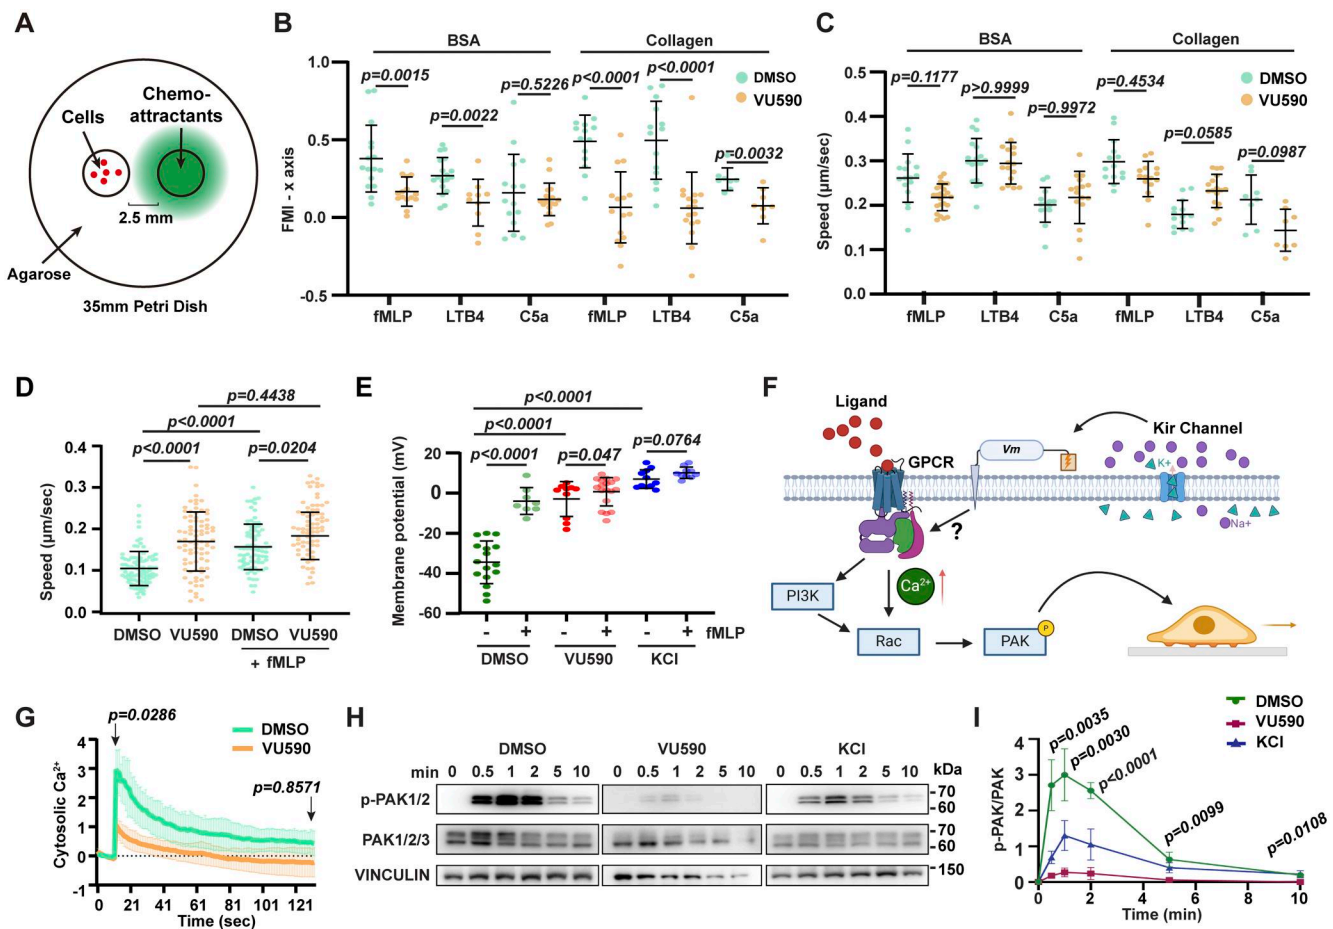 A
Cells
Chemo-
attractants
2.5 mm
Agarose
35mm Petri Dish
B
BSA
Collagen
DMSO
VU590
p=0.0015
p=0.0022
p=0.5226
p<0.0001
p<0.0001
p=0.0032
FMI - x axis
1.0
0.5
0.0
-0.5
fMLP
LTB4
C5a
fMLP
LTB4
C5a
C
BSA
Collagen
DMSO
VU590
p=0.1177
p>0.9999
p=0.9972
p=0.4534
p=0.0585
p=0.0987
Speed (µm/sec)
0.5
0.4
0.3
0.2
0.1
0.0
fMLP
LTB4
C5a
fMLP
LTB4
C5a
D
p=0.4438
p<0.0001
p<0.0001
p=0.0204
Speed (µm/sec)
0.4
0.3
0.2
0.1
0.0
DMSO
VU590
DMSO
VU590
+ fMLP
E
p<0.0001
p<0.0001
p<0.0001
p=0.047
p=0.0764
Membrane potential (mV)
20
0
-20
-40
-60
- + - + - + fMLP
DMSO
VU590
KCl
F
Ligand
GPCR
Vm
Kir Channel
K+
Na+
?
Ca2+
PI3K
Rac
PAK
P
G
p=0.0286
DMSO
VU590
p=0.8571
Cytosolic Ca²⁺
4
3
2
1
0
-1
0 21 41 61 81 101 121
Time (sec)
H
DMSO
VU590
KCl
min 0 0.5 1 2 5 10 0 0.5 1 2 5 10 0 0.5 1 2 5 10 kDa
p-PAK1/2
70
60
PAK1/2/3
70
60
VINCULIN
150
I
DMSO
VU590
KCl
p=0.0035
p=0.0030
p<0.0001
p=0.0099
p=0.0108
p-PAK/PAK
4
3
2
1
0
0 2 4 6 8 10
Time (min)